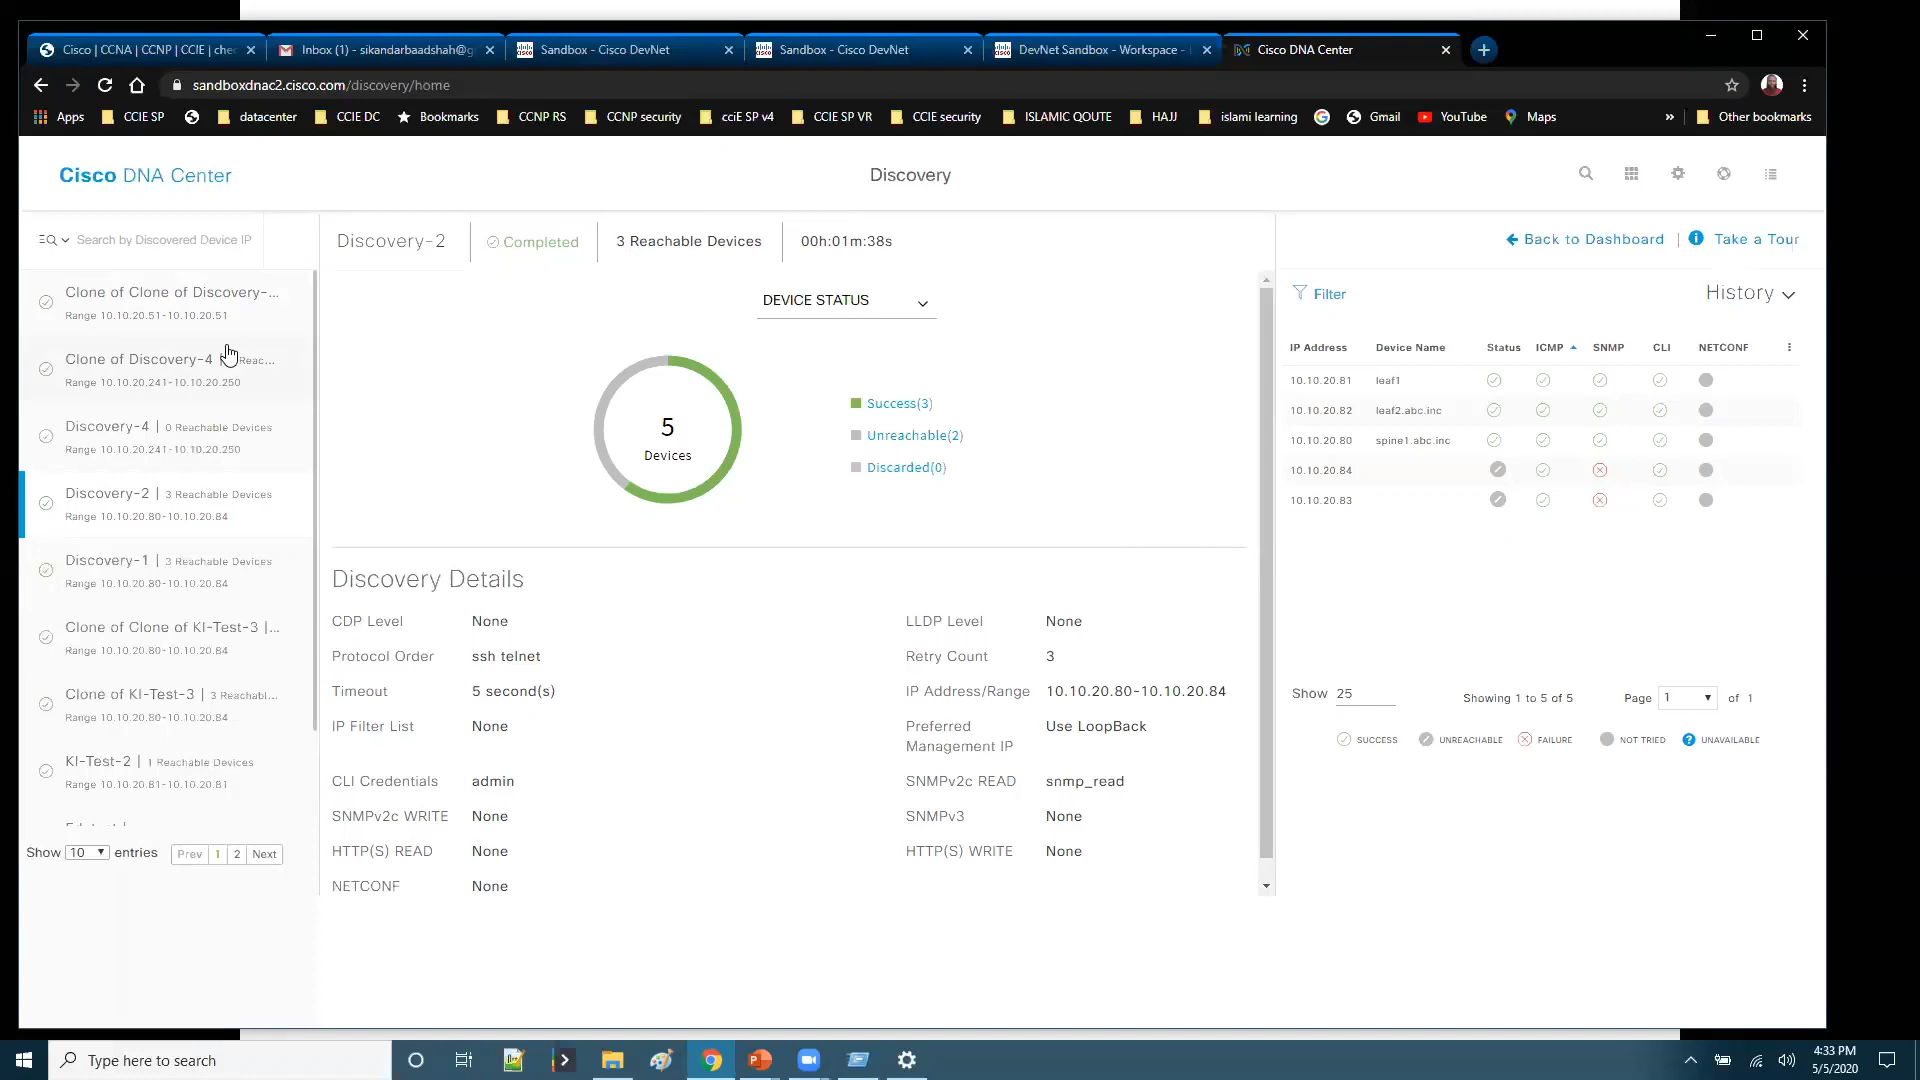 Cisco | CCNA | CCNP | CCIE | che
Inbox (1) - sikandarbaadshah@g
Sandbox - Cisco DevNet
Sandbox - Cisco DevNet
DevNet Sandbox - Workspace -
Cisco DNA Center
sandboxdnac2.cisco.com/discovery/home
Apps
CCIE SP
datacenter
CCIE DC
Bookmarks
CCNP RS
CCNP security
cciE SP v4
CCIE SP VR
CCIE security
ISLAMIC QOUTE
HAJJ
islami learning
Gmail
YouTube
Maps
»
Other bookmarks
Cisco DNA Center
Discovery
Search by Discovered Device IP
Discovery-2
Completed
3 Reachable Devices
00h:01m:38s
Back to Dashboard | Take a Tour
Clone of Clone of Discovery-...
Range 10.10.20.51-10.10.20.51
Clone of Discovery-4 Reac...
Range 10.10.20.241-10.10.20.250
Discovery-4 | 0 Reachable Devices
Range 10.10.20.241-10.10.20.250
Discovery-2 | 3 Reachable Devices
Range 10.10.20.80-10.10.20.84
Discovery-1 | 3 Reachable Devices
Range 10.10.20.80-10.10.20.84
Clone of Clone of KI-Test-3 |...
Range 10.10.20.80-10.10.20.84
Clone of KI-Test-3 | 3 Reachabl...
Range 10.10.20.80-10.10.20.84
KI-Test-2 | 1 Reachable Devices
Range 10.10.20.81-10.10.20.81
Show 10 entries
Prev 1 2 Next
DEVICE STATUS
5
Devices
Success(3)
Unreachable(2)
Discarded(0)
Discovery Details
CDP Level None
LLDP Level None
Protocol Order ssh telnet
Retry Count 3
Timeout 5 second(s)
IP Address/Range 10.10.20.80-10.10.20.84
IP Filter List None
Preferred Management IP Use LoopBack
CLI Credentials admin
SNMPv2c READ snmp_read
SNMPv2c WRITE None
SNMPv3 None
HTTP(S) READ None
HTTP(S) WRITE None
NETCONF None
Filter
History
IP Address Device Name Status ICMP SNMP CLI NETCONF
10.10.20.81 leaf1
10.10.20.82 leaf2.abc.inc
10.10.20.80 spine1.abc.inc
10.10.20.84
10.10.20.83
Show 25
Showing 1 to 5 of 5
Page 1 of 1
SUCCESS UNREACHABLE FAILURE NOT TRIED UNAVAILABLE
Type here to search
4:33 PM
5/5/2020